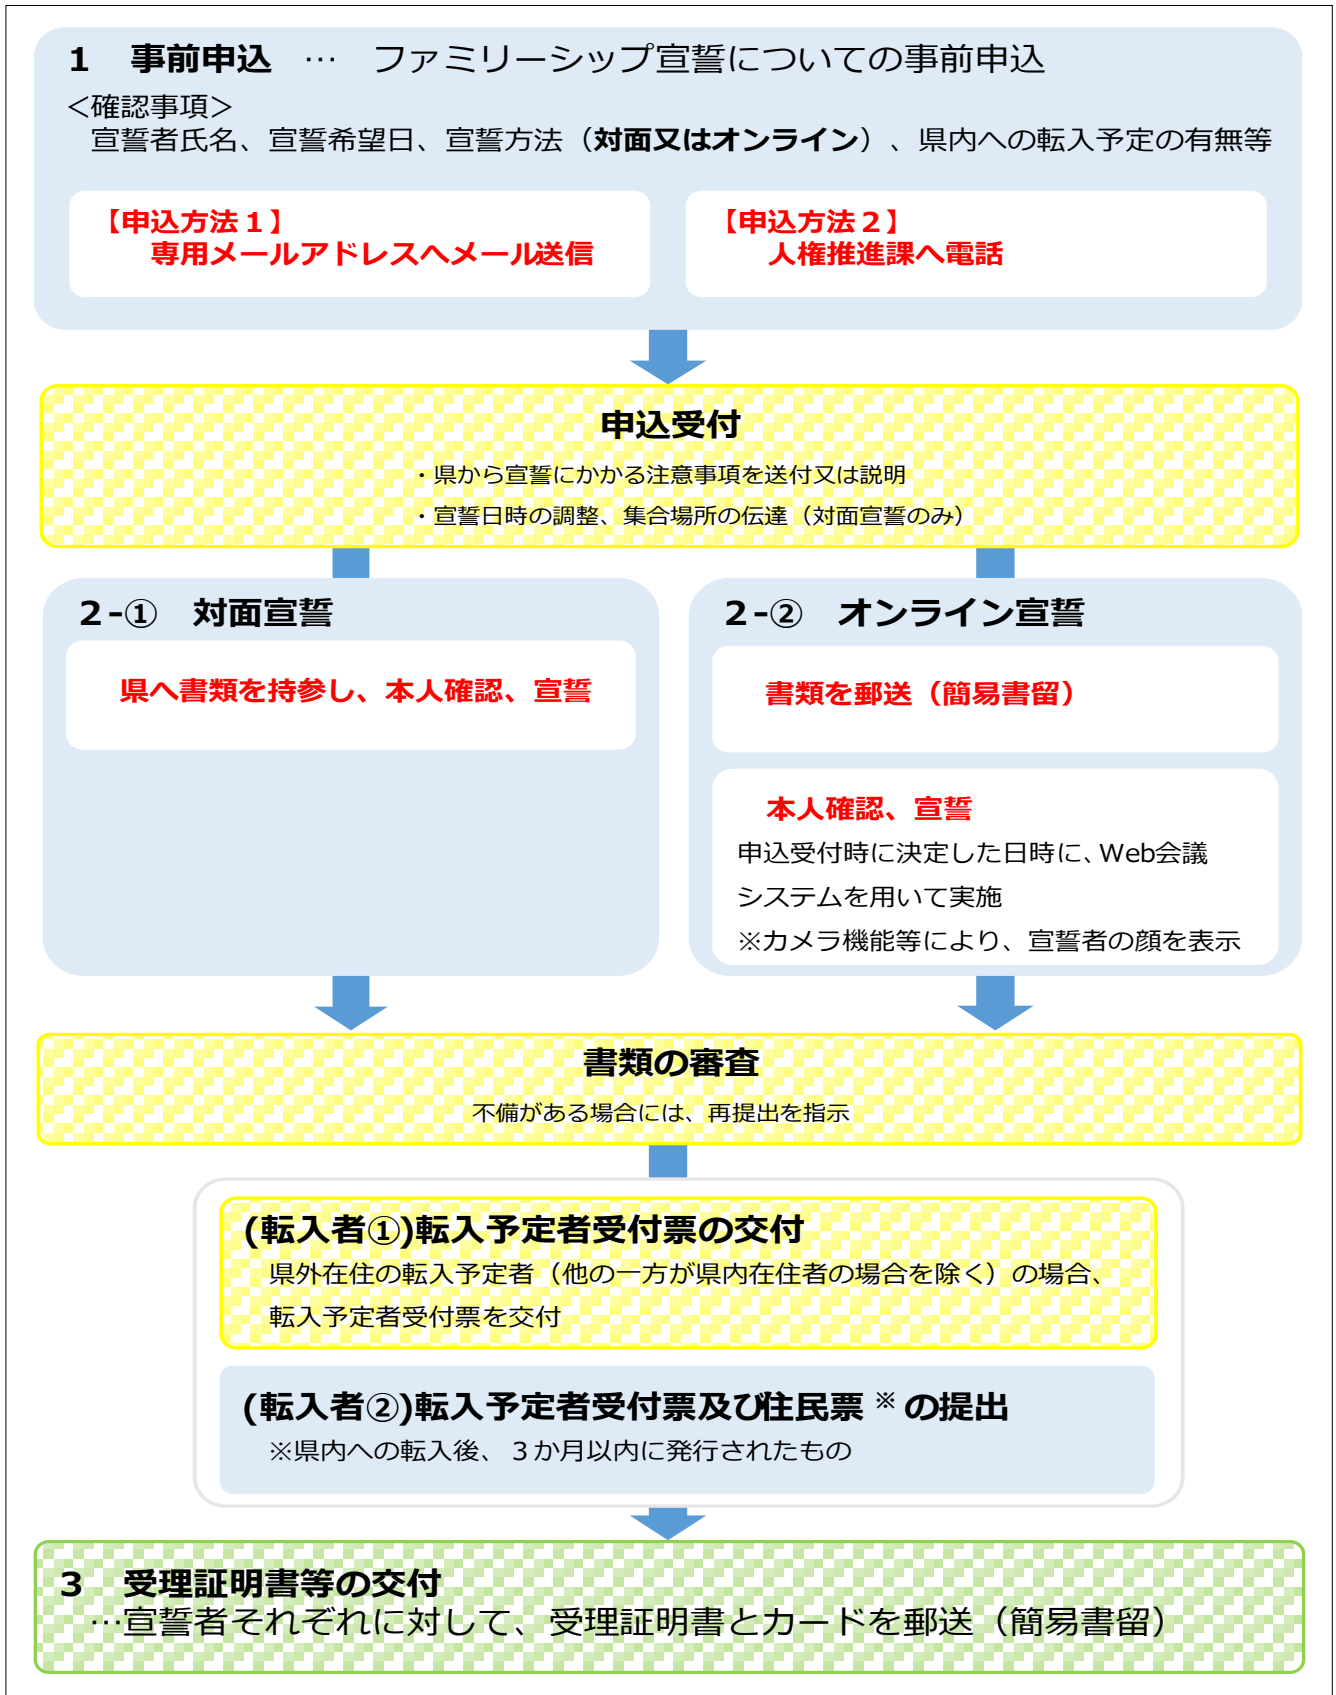 1　事前申込　…　ファミリーシップ宣誓についての事前申込
＜確認事項＞
宣誓者氏名、宣誓希望日、宣誓方法（対面又はオンライン）、県内への転入予定の有無等
【申込方法１】
専用メールアドレスへメール送信
【申込方法２】
人権推進課へ電話
申込受付
・県から宣誓にかかる注意事項を送付又は説明
・宣誓日時の調整、集合場所の伝達（対面宣誓のみ）
２-①　対面宣誓
県へ書類を持参し、本人確認、宣誓
２-②　オンライン宣誓
書類を郵送（簡易書留）
本人確認、宣誓
申込受付時に決定した日時に、Web会議
システムを用いて実施
※カメラ機能等により、宣誓者の顔を表示
書類の審査
不備がある場合には、再提出を指示
(転入者①)転入予定者受付票の交付
県外在住の転入予定者（他の一方が県内在住者の場合を除く）の場合、
転入予定者受付票を交付
(転入者②)転入予定者受付票及び住民票※の提出
※県内への転入後、３か月以内に発行されたもの
3　受理証明書等の交付
…宣誓者それぞれに対して、受理証明書とカードを郵送（簡易書留）